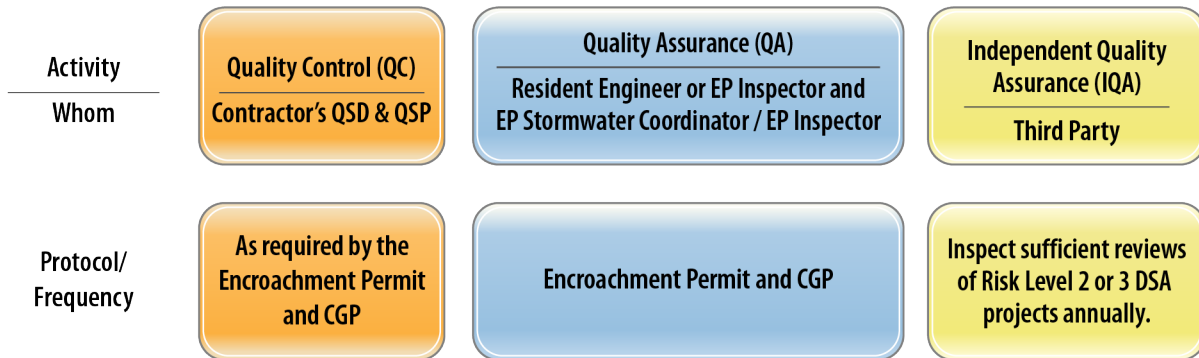 Activity
Whom
Quality Control (QC)
Contractor's QSD & QSP
Quality Assurance (QA)
Resident Engineer or EP Inspector and
EP Stormwater Coordinator / EP Inspector
Independent Quality
Assurance (IQA)
Third Party
Protocol/
Frequency
As required by the
Encroachment Permit
and CGP
Encroachment Permit and CGP
Inspect sufficient reviews
of Risk Level 2 or 3 DSA
projects annually.